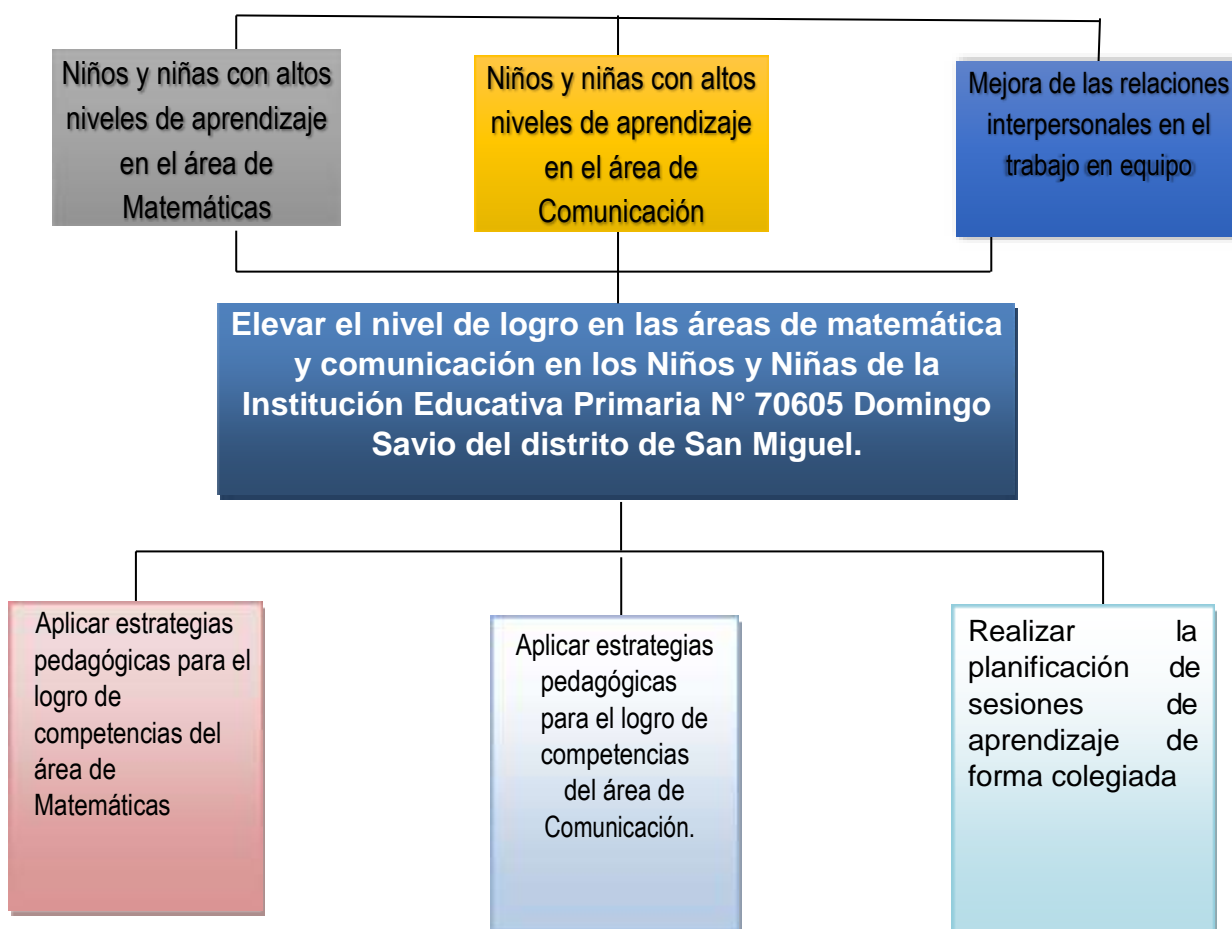 Niños y niñas con altos
niveles de aprendizaje
en el área de
Matemáticas
Niños y niñas con altos
niveles de aprendizaje
en el área de
Comunicación
Mejora de las relaciones
interpersonales en el
trabajo en equipo
Elevar el nivel de logro en las áreas de matemática
y comunicación en los Niños y Niñas de la
Institución Educativa Primaria N° 70605 Domingo
Savio del distrito de San Miguel.
Aplicar estrategias
pedagógicas para el
logro de
competencias del
área de
Matemáticas
Aplicar estrategias
pedagógicas
para el logro de
competencias
del área de
Comunicación.
Realizar la
planificación de
sesiones de
aprendizaje de
forma colegiada